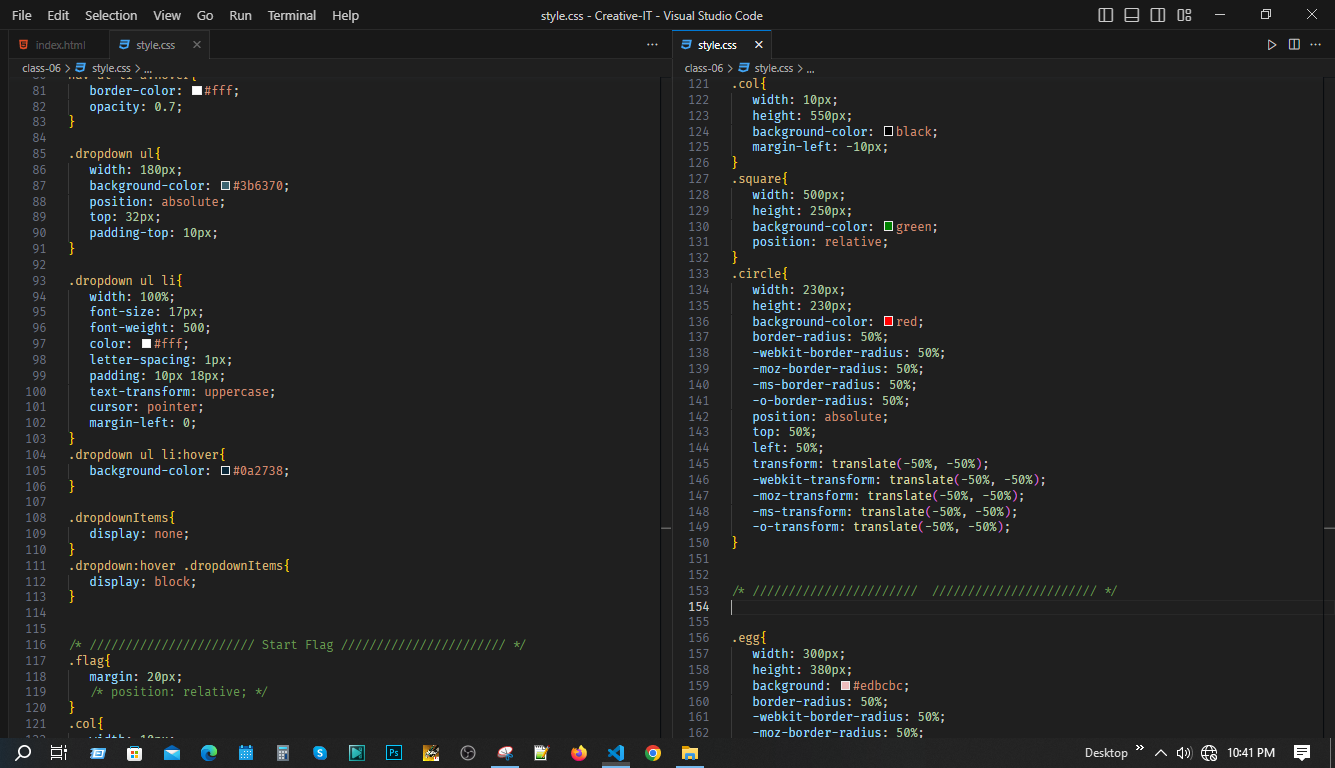 File Edit Selection View Go Run Terminal Help style.css - Creative-IT - Visual Studio Code
index.html style.css
class-06 > style.css > ...
81 border-color: #fff;
82 opacity: 0.7;
83 }
84
85 .dropdown ul{
86 width: 180px;
87 background-color: #3b6370;
88 position: absolute;
89 top: 32px;
90 padding-top: 10px;
91 }
92
93 .dropdown ul li{
94 width: 100%;
95 font-size: 17px;
96 font-weight: 500;
97 color: #fff;
98 letter-spacing: 1px;
99 padding: 10px 18px;
100 text-transform: uppercase;
101 cursor: pointer;
102 margin-left: 0;
103 }
104 .dropdown ul li:hover{
105 background-color: #0a2738;
106 }
107
108 .dropdownItems{
109 display: none;
110 }
111 .dropdown:hover .dropdownItems{
112 display: block;
113 }
114
115
116 /* /////////////////////// Start Flag /////////////////////// */
117 .flag{
118 margin: 20px;
119 /* position: relative; */
120 }
121 .col{
style.css
class-06 > style.css > ...
121 .col{
122 width: 10px;
123 height: 550px;
124 background-color: black;
125 margin-left: -10px;
126 }
127 .square{
128 width: 500px;
129 height: 250px;
130 background-color: green;
131 position: relative;
132 }
133 .circle{
134 width: 230px;
135 height: 230px;
136 background-color: red;
137 border-radius: 50%;
138 -webkit-border-radius: 50%;
139 -moz-border-radius: 50%;
140 -ms-border-radius: 50%;
141 -o-border-radius: 50%;
142 position: absolute;
143 top: 50%;
144 left: 50%;
145 transform: translate(-50%, -50%);
146 -webkit-transform: translate(-50%, -50%);
147 -moz-transform: translate(-50%, -50%);
148 -ms-transform: translate(-50%, -50%);
149 -o-transform: translate(-50%, -50%);
150 }
151
152
153 /* ///////////////////////  /////////////////////// */
154
155
156 .egg{
157 width: 300px;
158 height: 380px;
159 background: #edbcbc;
160 border-radius: 50%;
161 -webkit-border-radius: 50%;
162 -moz-border-radius: 50%;
Desktop 10:41 PM